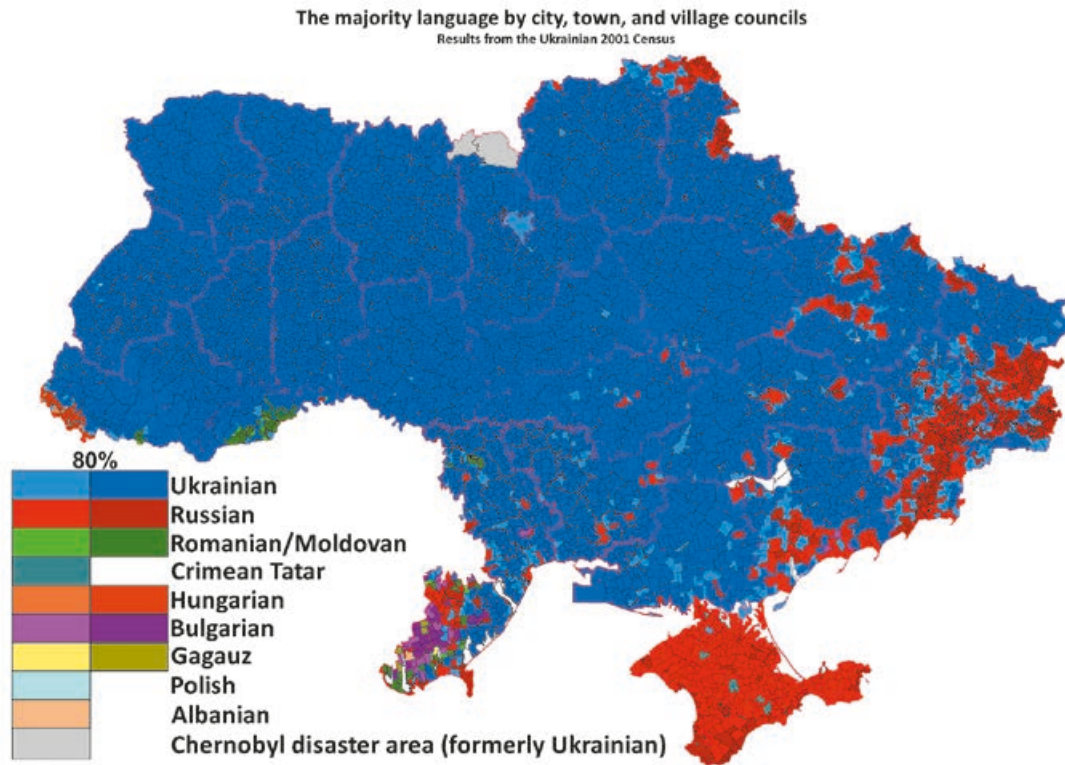 The majority language by city, town, and village councils
Results from the Ukrainian 2001 Census
80%
Ukrainian
Russian
Romanian/Moldovan
Crimean Tatar
Hungarian
Bulgarian
Gagauz
Polish
Albanian
Chernobyl disaster area (formerly Ukrainian)